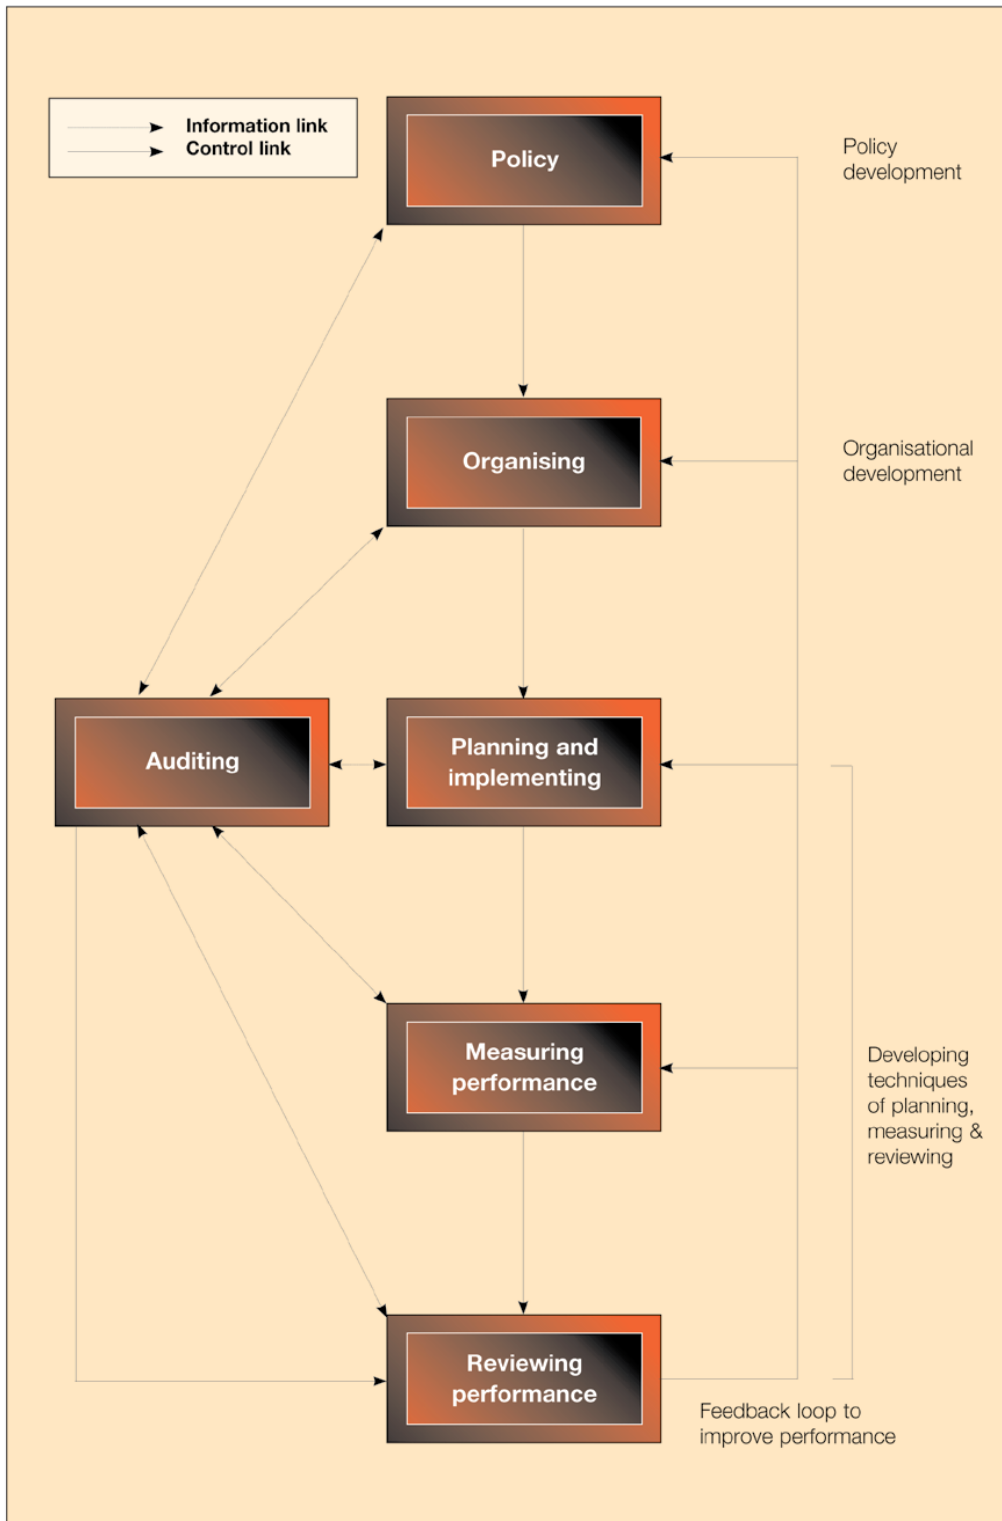 Information link
Control link
Policy
Policy
development
Organising
Organisational
development
Auditing
Planning and
implementing
Measuring
performance
Developing
techniques
of planning,
measuring &
reviewing
Reviewing
performance
Feedback loop to
improve performance